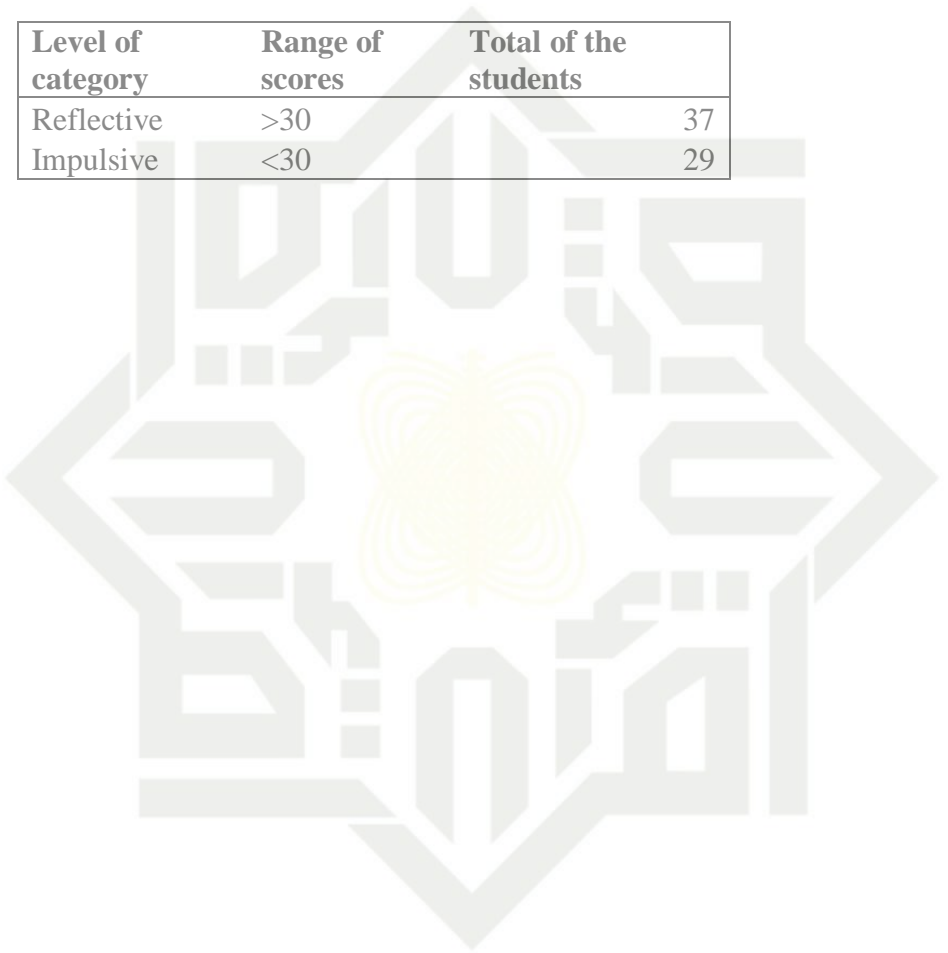 Level of category Range of scores Total of the students
Reflective >30 37
Impulsive <30 29